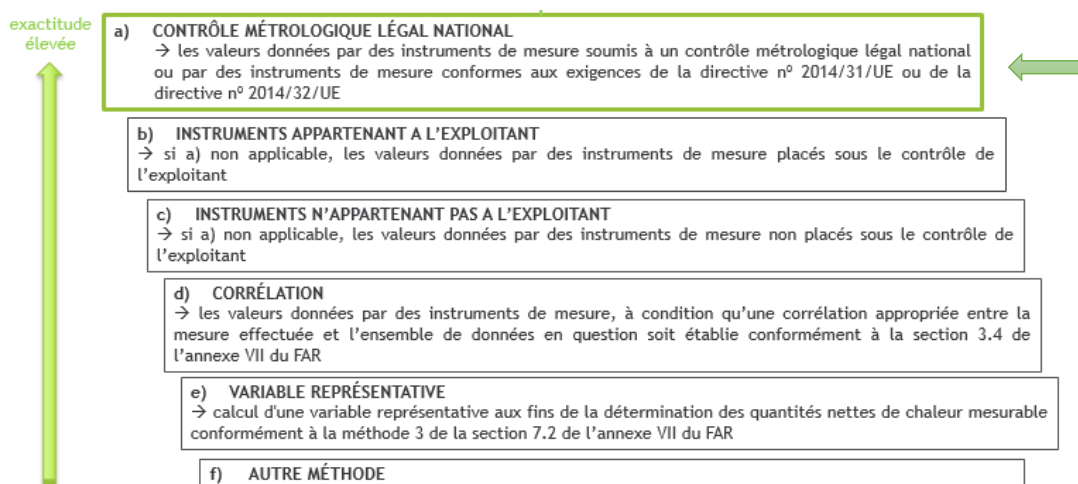 exactitude
élevée
a) CONTRÔLE MÉTROLOGIQUE LÉGAL NATIONAL
→ les valeurs données par des instruments de mesure soumis à un contrôle métrologique légal national
ou par des instruments de mesure conformes aux exigences de la directive nº 2014/31/UE ou de la
directive nº 2014/32/UE
b) INSTRUMENTS APPARTENANT A L’EXPLOITANT
→ si a) non applicable, les valeurs données par des instruments de mesure placés sous le contrôle de
l’exploitant
c) INSTRUMENTS N’APPARTENANT PAS A L’EXPLOITANT
→ si a) non applicable, les valeurs données par des instruments de mesure non placés sous le contrôle de
l’exploitant
d) CORRÉLATION
→ les valeurs données par des instruments de mesure, à condition qu’une corrélation appropriée entre la
mesure effectuée et l’ensemble de données en question soit établie conformément à la section 3.4 de
l’annexe VII du FAR
e) VARIABLE REPRÉSENTATIVE
→ calcul d'une variable représentative aux fins de la détermination des quantités nettes de chaleur mesurable
conformément à la méthode 3 de la section 7.2 de l’annexe VII du FAR
f) AUTRE MÉTHODE